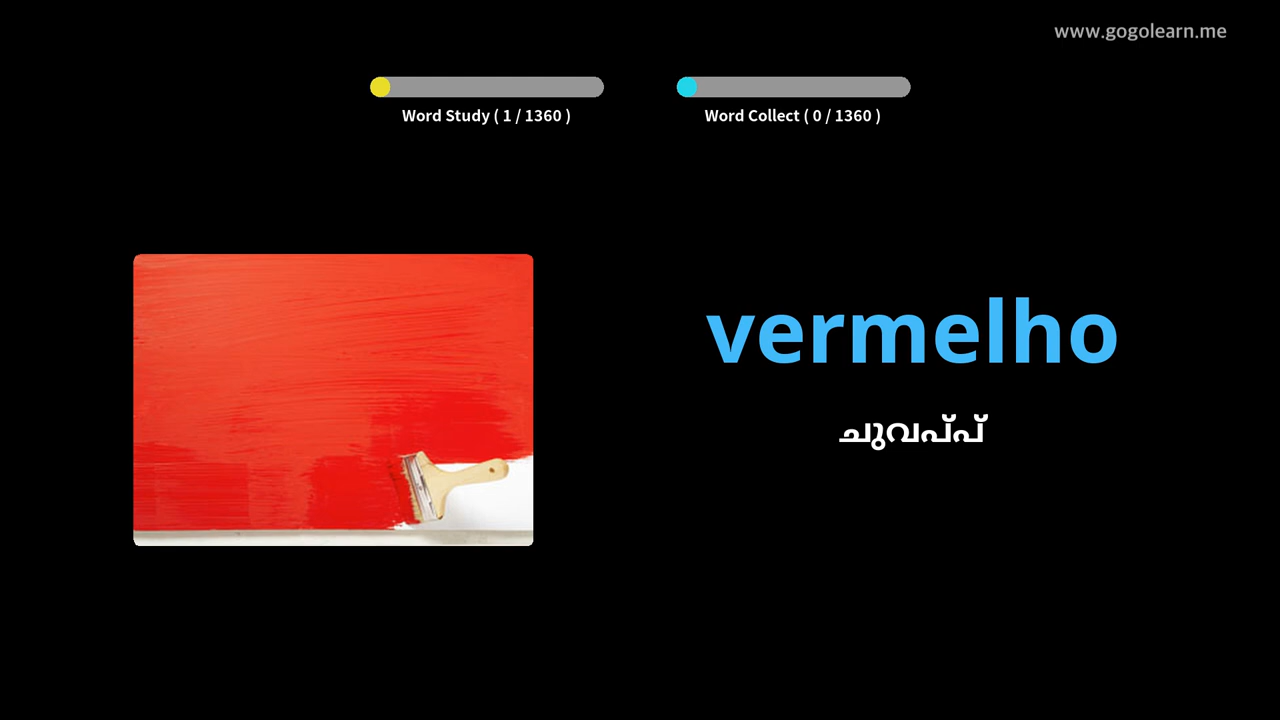 www.gogolearn.me
Word Study ( 1 / 1360 )
Word Collect ( 0 / 1360 )
vermelho
ചുവപ്പ്